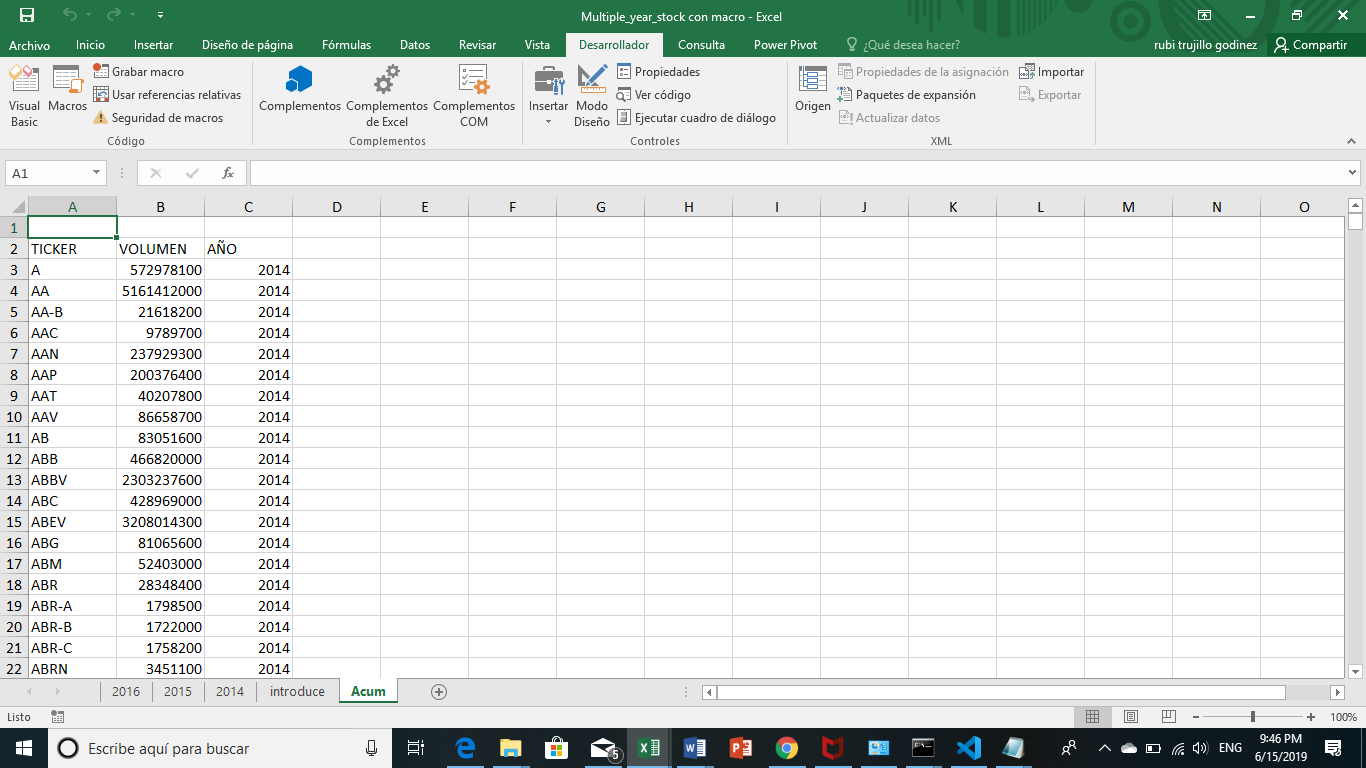 Multiple_year_stock con macro - Excel
Archivo Inicio Insertar Diseño de página Fórmulas Datos Revisar Vista Desarrollador Consulta Power Pivot ¿Qué desea hacer? rubi trujillo godinez Compartir
Visual Basic
Macros
Grabar macro
Usar referencias relativas
Seguridad de macros
Código
Complementos
Complementos de Excel
Complementos COM
Complementos
Insertar
Modo Diseño
Propiedades
Ver código
Ejecutar cuadro de diálogo
Controles
Origen
Propiedades de la asignación
Paquetes de expansión
Actualizar datos
Importar
Exportar
XML
A1 fx
A B C D E F G H I J K L M N O
1
2 TICKER VOLUMEN AÑO
3 A 572978100 2014
4 AA 5161412000 2014
5 AA-B 21618200 2014
6 AAC 9789700 2014
7 AAN 237929300 2014
8 AAP 200376400 2014
9 AAT 40207800 2014
10 AAV 86658700 2014
11 AB 83051600 2014
12 ABB 466820000 2014
13 ABBV 2303237600 2014
14 ABC 428969000 2014
15 ABEV 3208014300 2014
16 ABG 81065600 2014
17 ABM 52403000 2014
18 ABR 28348400 2014
19 ABR-A 1798500 2014
20 ABR-B 1722000 2014
21 ABR-C 1758200 2014
22 ABRN 3451100 2014
2016 2015 2014 introduce Acum
Listo 100%
Escribe aquí para buscar 5 ENG 9:46 PM
6/15/2019